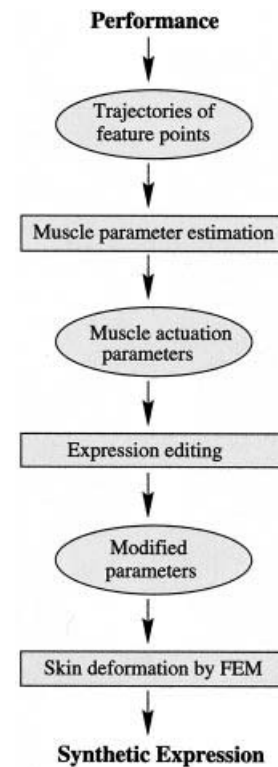 Performance
Trajectories of
feature points
Muscle parameter estimation
Muscle actuation
parameters
Expression editing
Modified
parameters
Skin deformation by FEM
Synthetic Expression